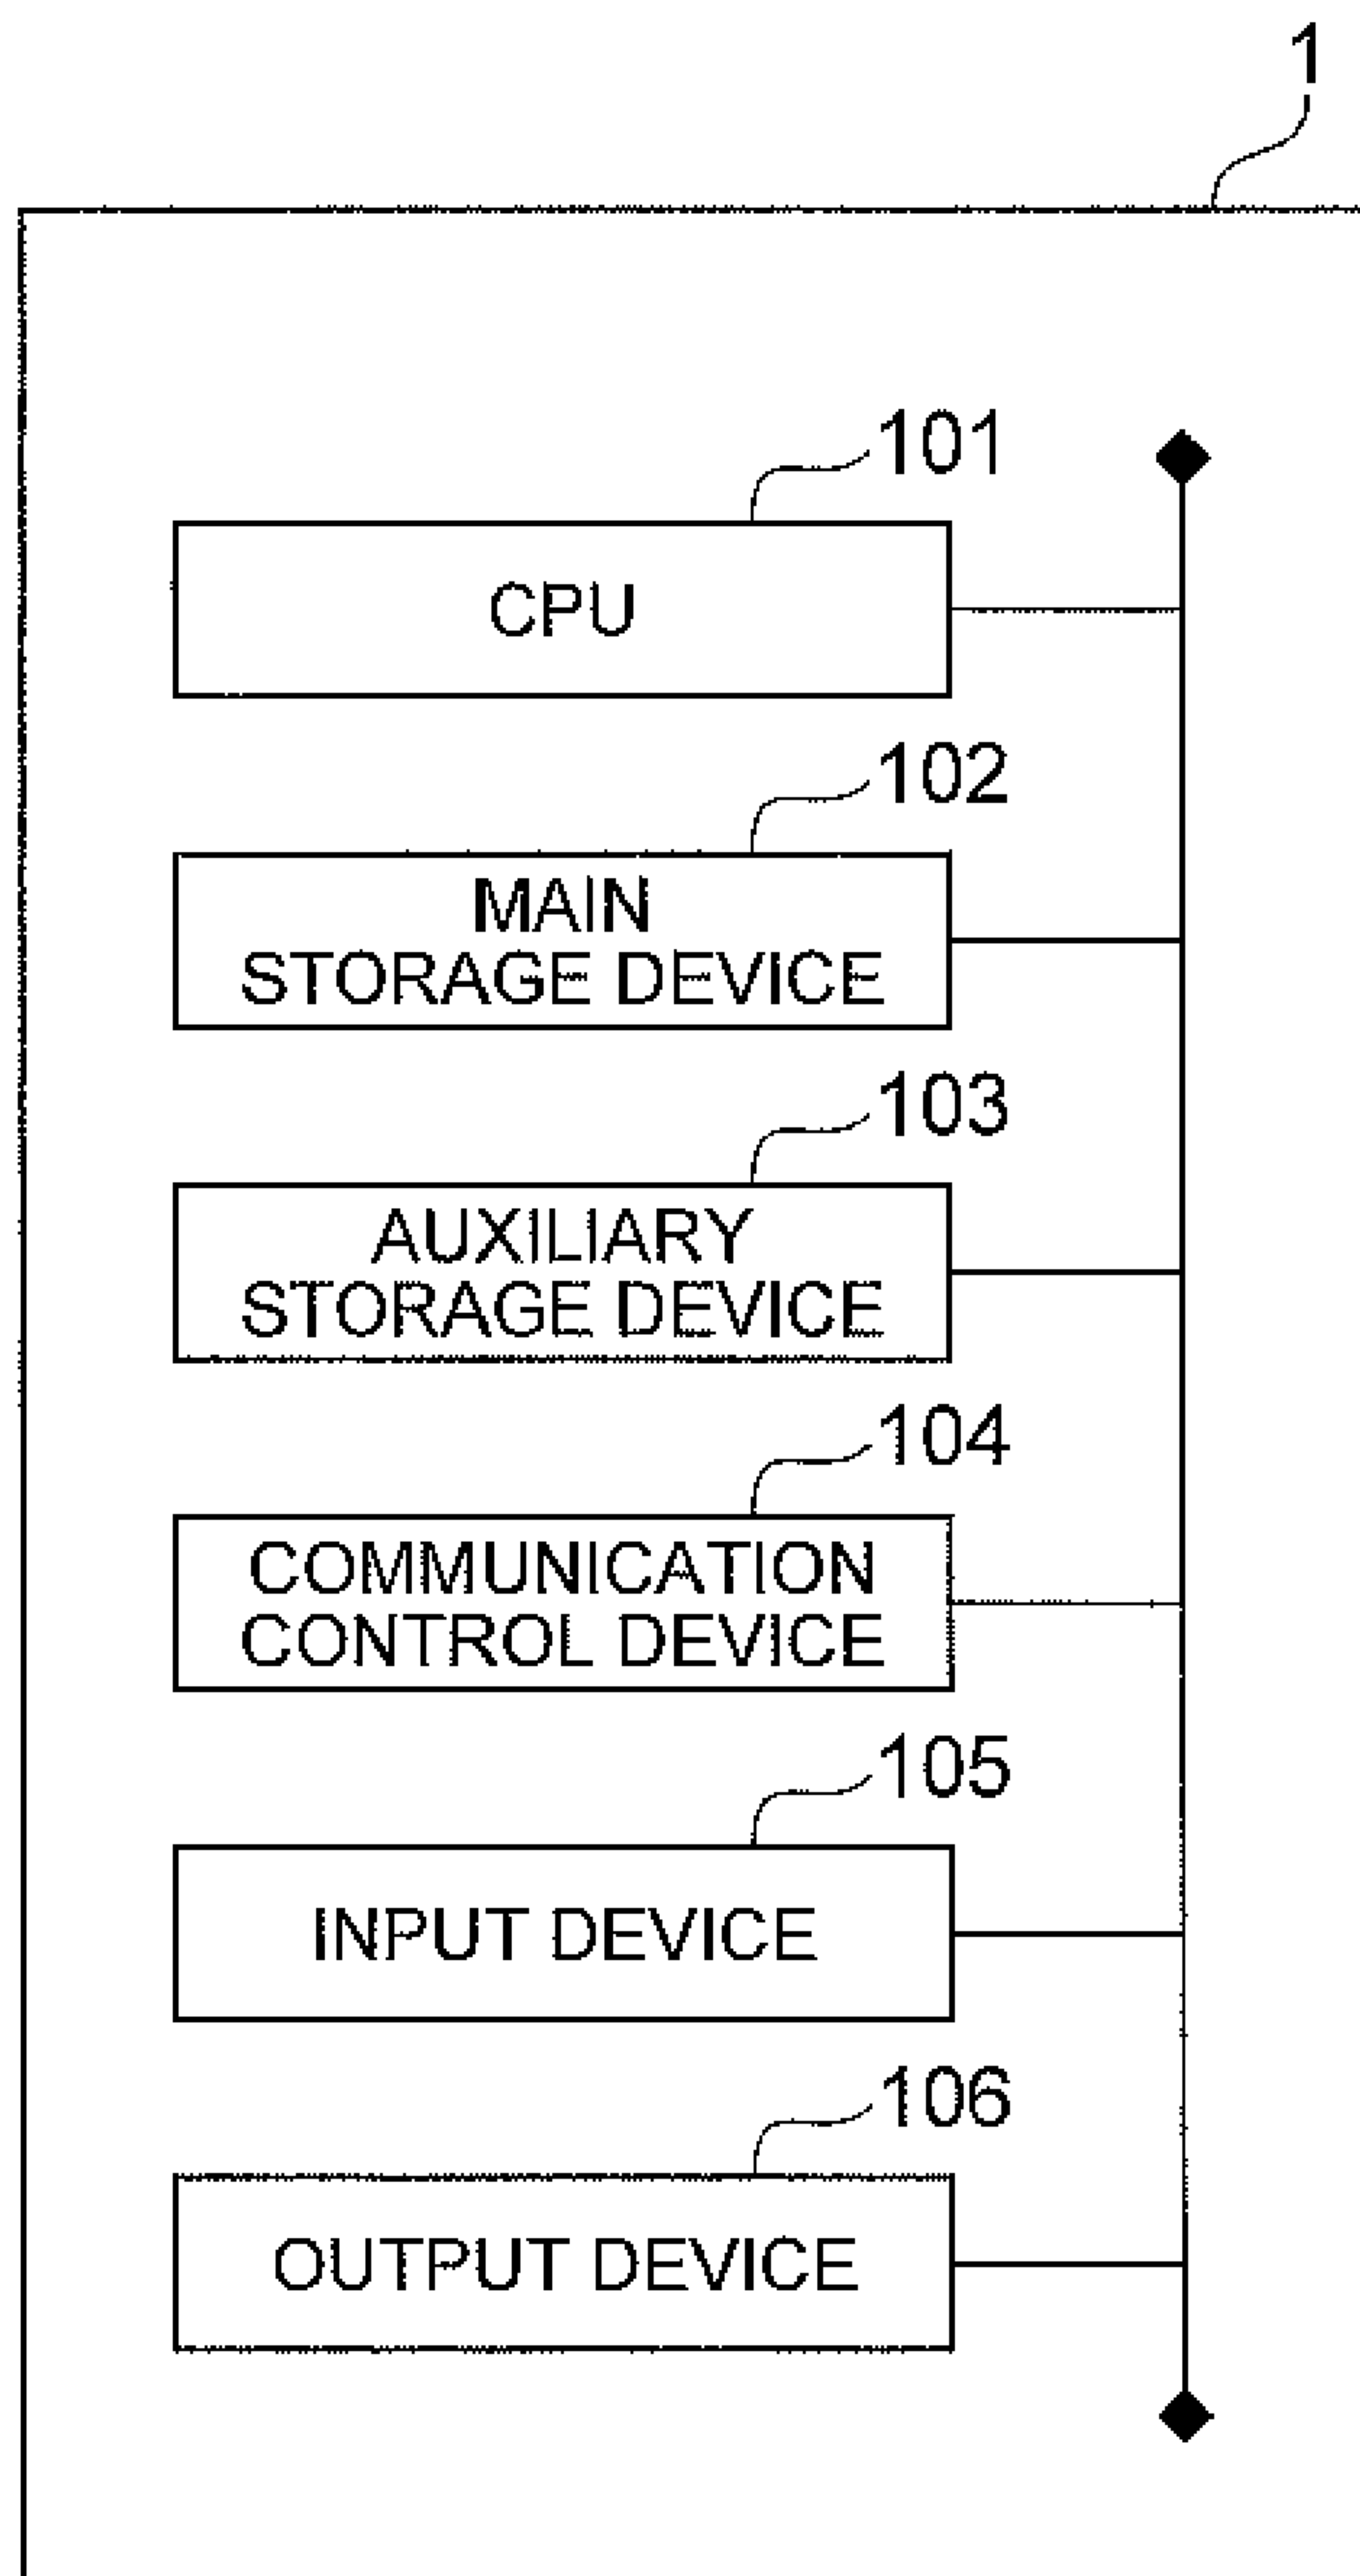 1
101
CPU
102
MAIN
STORAGE DEVICE
103
AUXILIARY
STORAGE DEVICE
104
COMMUNICATION
CONTROL DEVICE
105
INPUT DEVICE
106
OUTPUT DEVICE